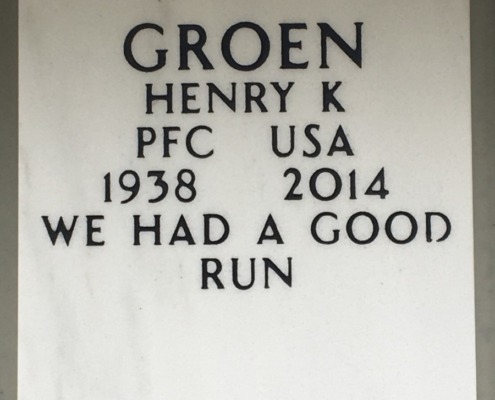 GROEN
HENRY K
PFC USA
1938 2014
WE HAD A GOOD
RUN